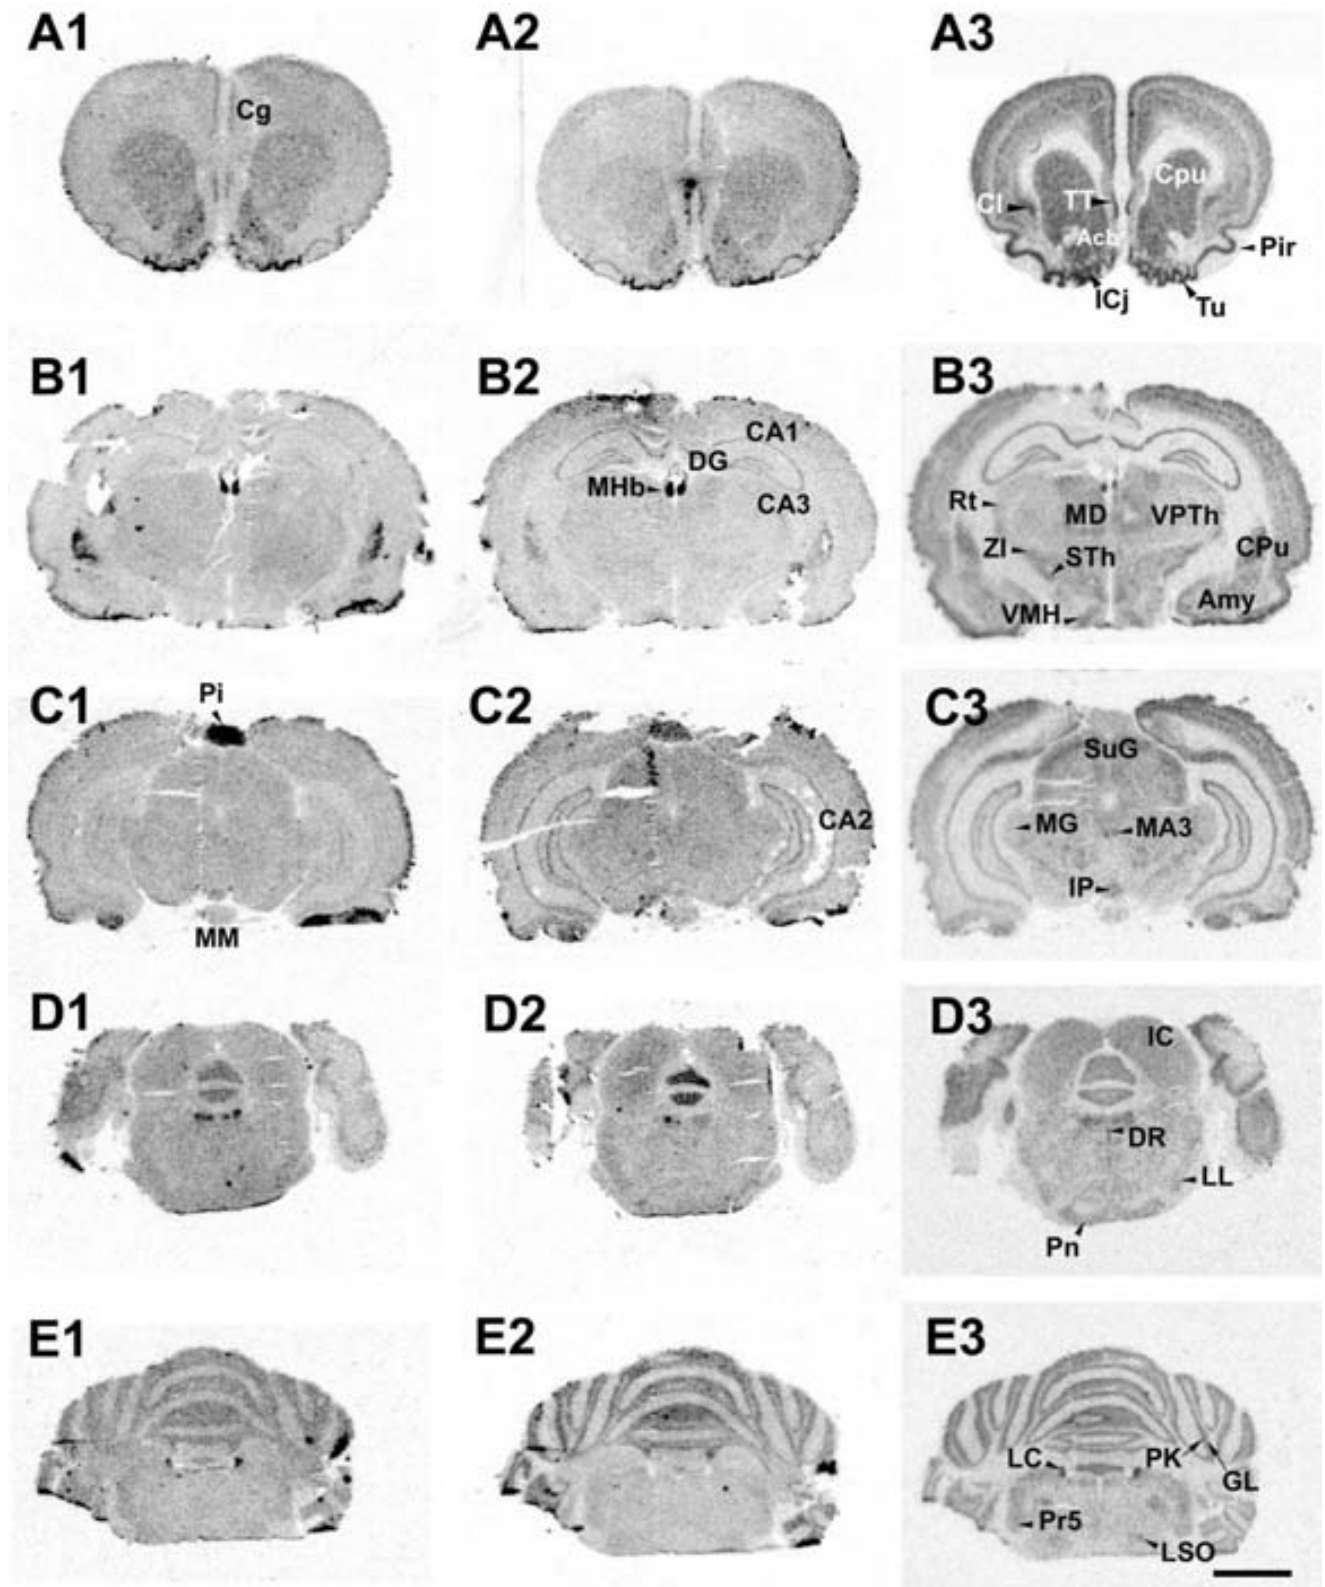 A1
A2
A3
Cg
Cpu
Cl
TT
Acb
Pir
ICj
Tu
B1
B2
B3
CA1
DG
MHb
CA3
Rt
MD
VPTh
ZI
STh
CPu
VMH
Amy
C1
Pi
C2
C3
SuG
CA2
MG
MA3
IP
MM
D1
D2
D3
IC
DR
LL
Pn
E1
E2
E3
LC
PK
GL
Pr5
LSO